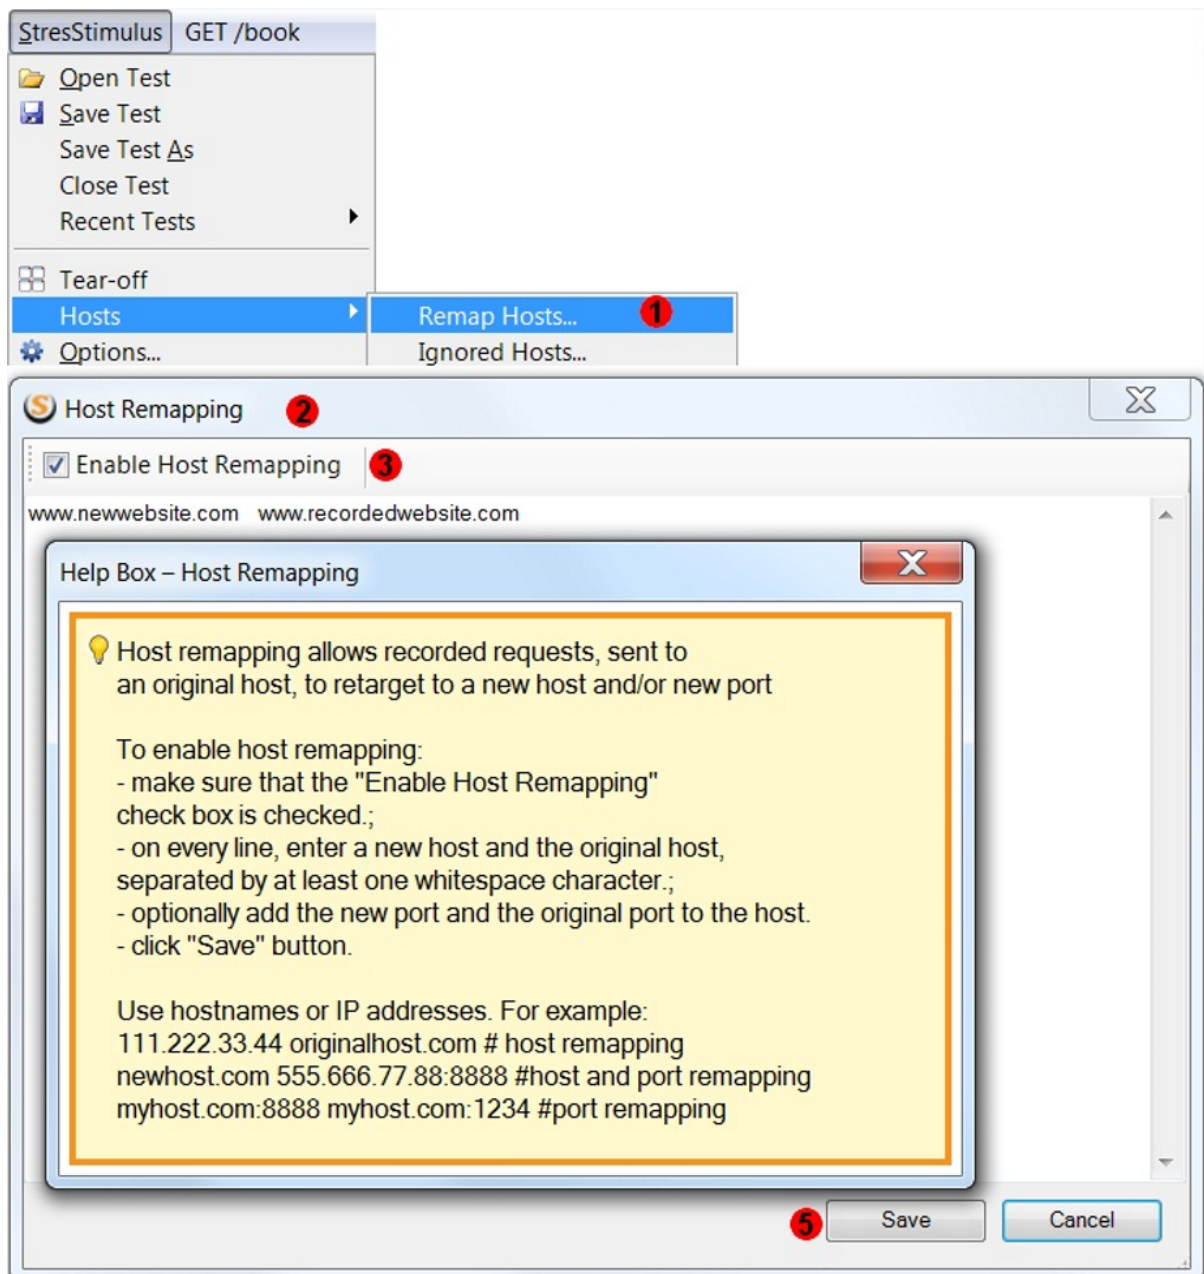 StresStimulus GET /book
Open Test
Save Test
Save Test As
Close Test
Recent Tests
Tear-off
Hosts Remap Hosts... 1
Options... Ignored Hosts...
S Host Remapping 2
Enable Host Remapping 3
www.newwebsite.com www.recordedwebsite.com
Help Box – Host Remapping
Host remapping allows recorded requests, sent to
an original host, to retarget to a new host and/or new port
To enable host remapping:
- make sure that the "Enable Host Remapping"
check box is checked.;
- on every line, enter a new host and the original host,
separated by at least one whitespace character.;
- optionally add the new port and the original port to the host.
- click "Save" button.
Use hostnames or IP addresses. For example:
111.222.33.44 originalhost.com # host remapping
newhost.com 555.666.77.88:8888 #host and port remapping
myhost.com:8888 myhost.com:1234 #port remapping
5 Save Cancel